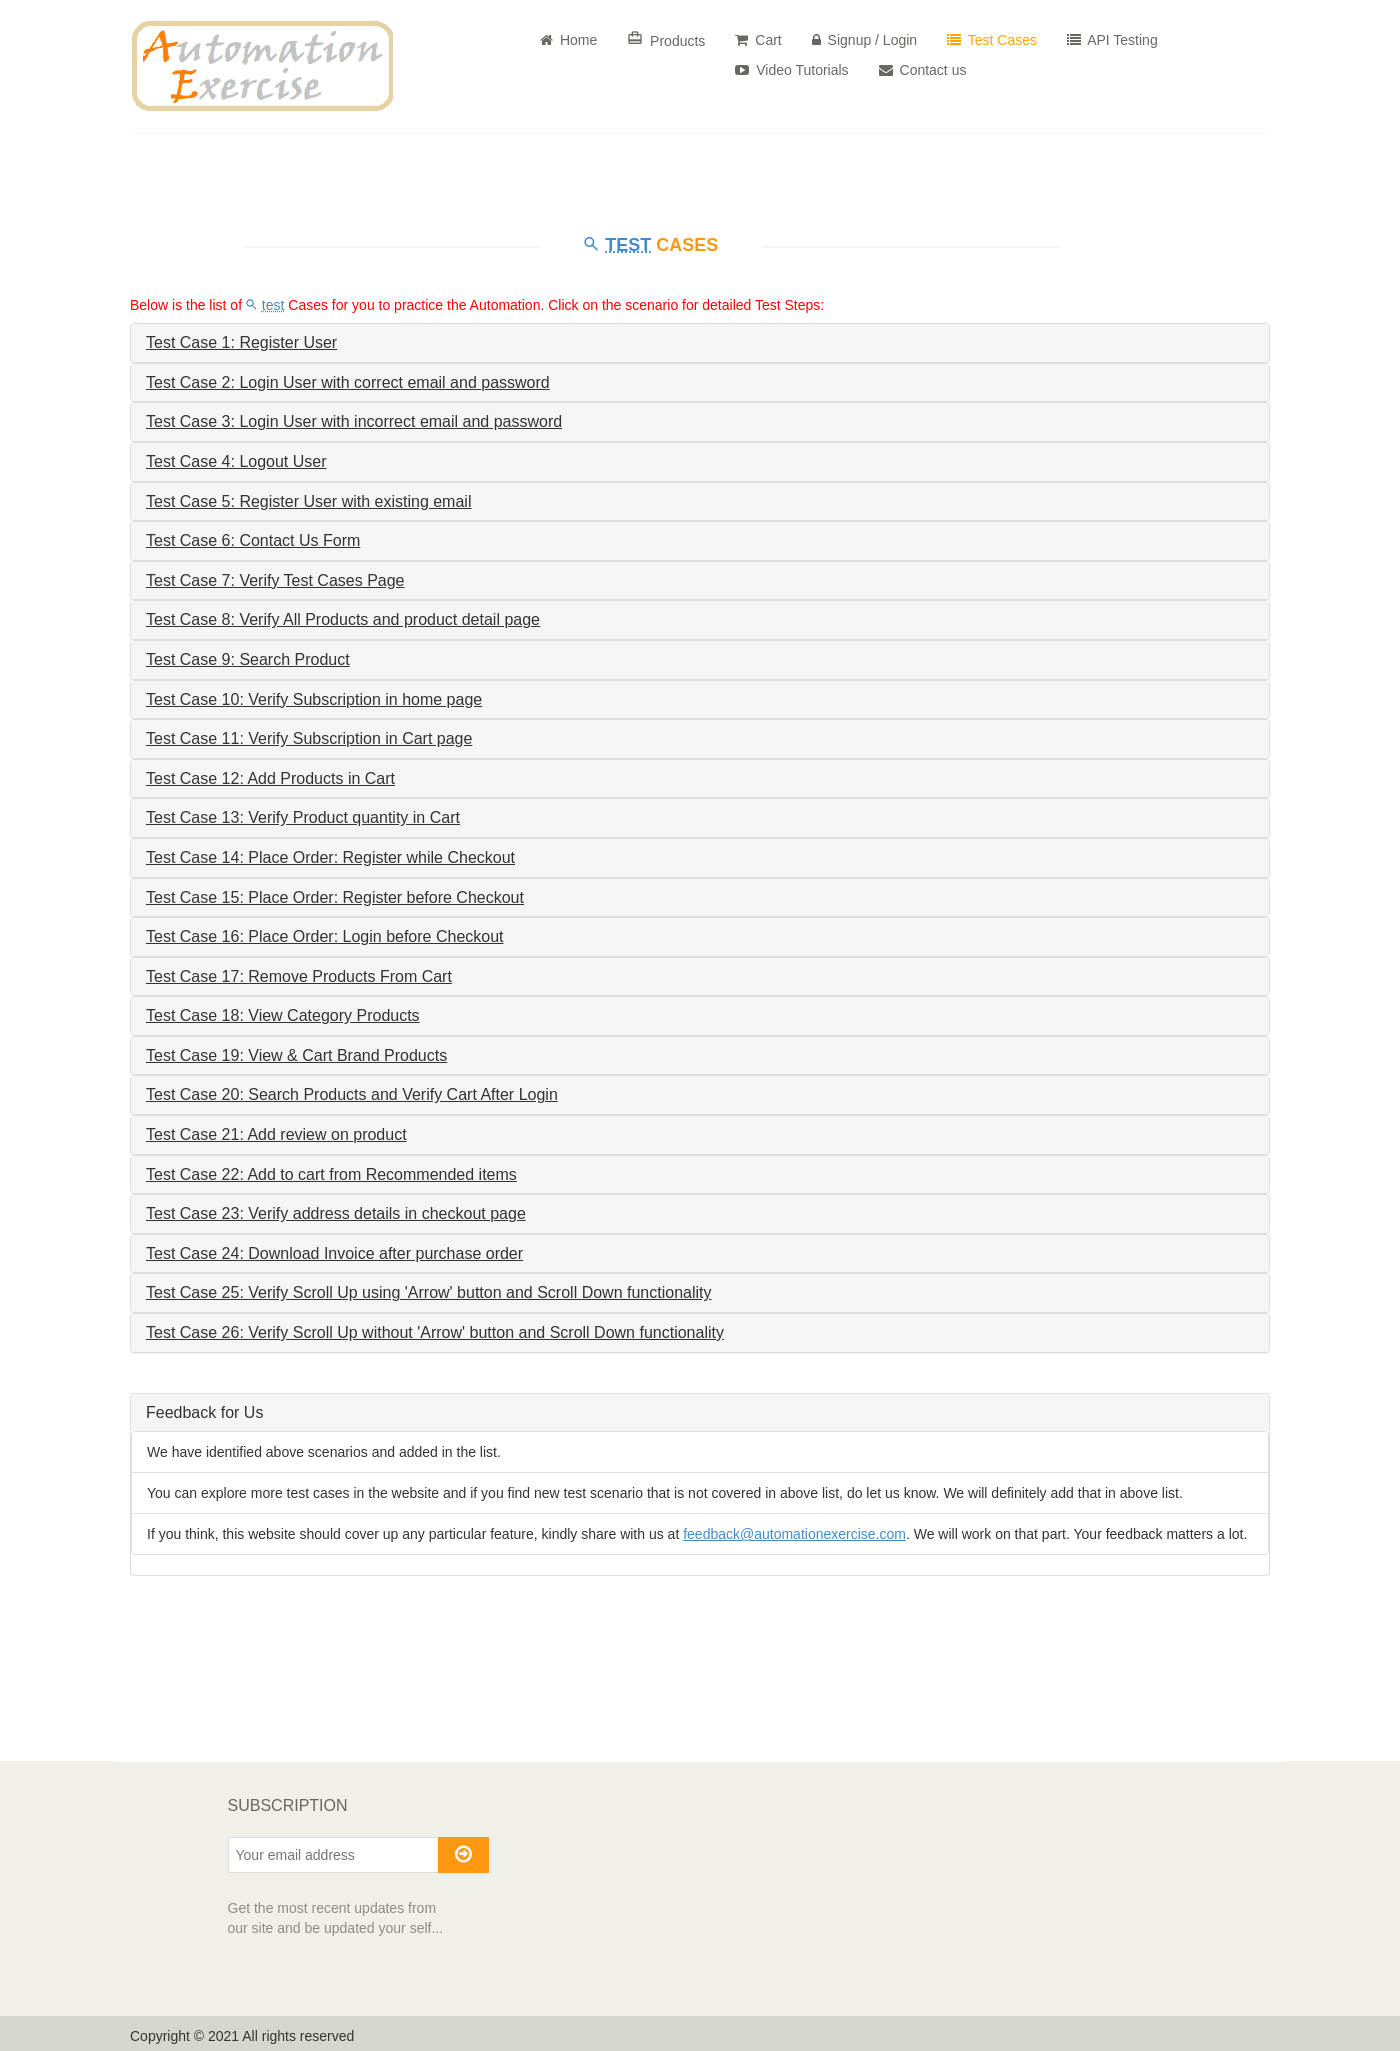 Automation
Exercise
Home Products Cart Signup / Login Test Cases API Testing
Video Tutorials Contact us
TEST CASES
Below is the list of test Cases for you to practice the Automation. Click on the scenario for detailed Test Steps:
Test Case 1: Register User
Test Case 2: Login User with correct email and password
Test Case 3: Login User with incorrect email and password
Test Case 4: Logout User
Test Case 5: Register User with existing email
Test Case 6: Contact Us Form
Test Case 7: Verify Test Cases Page
Test Case 8: Verify All Products and product detail page
Test Case 9: Search Product
Test Case 10: Verify Subscription in home page
Test Case 11: Verify Subscription in Cart page
Test Case 12: Add Products in Cart
Test Case 13: Verify Product quantity in Cart
Test Case 14: Place Order: Register while Checkout
Test Case 15: Place Order: Register before Checkout
Test Case 16: Place Order: Login before Checkout
Test Case 17: Remove Products From Cart
Test Case 18: View Category Products
Test Case 19: View & Cart Brand Products
Test Case 20: Search Products and Verify Cart After Login
Test Case 21: Add review on product
Test Case 22: Add to cart from Recommended items
Test Case 23: Verify address details in checkout page
Test Case 24: Download Invoice after purchase order
Test Case 25: Verify Scroll Up using 'Arrow' button and Scroll Down functionality
Test Case 26: Verify Scroll Up without 'Arrow' button and Scroll Down functionality
Feedback for Us
We have identified above scenarios and added in the list.
You can explore more test cases in the website and if you find new test scenario that is not covered in above list, do let us know. We will definitely add that in above list.
If you think, this website should cover up any particular feature, kindly share with us at feedback@automationexercise.com. We will work on that part. Your feedback matters a lot.
SUBSCRIPTION
Your email address
Get the most recent updates from
our site and be updated your self...
Copyright © 2021 All rights reserved